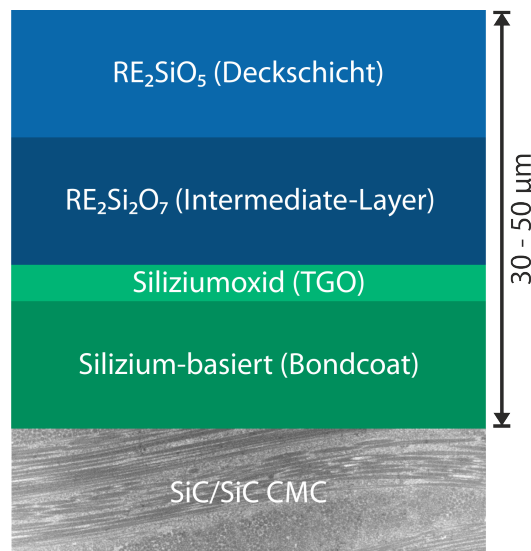 RE₂SiO₅ (Deckschicht)
RE₂Si₂O₇ (Intermediate-Layer)
Siliziumoxid (TGO)
Silizium-basiert (Bondcoat)
SiC/SiC CMC
30 - 50 µm